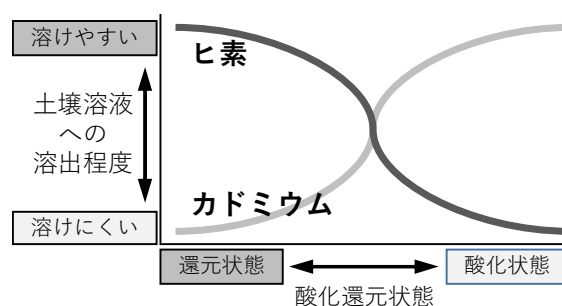 溶けやすい
ヒ素
土壌溶液
への
溶出程度
カドミウム
溶けにくい
還元状態
酸化状態
酸化還元状態